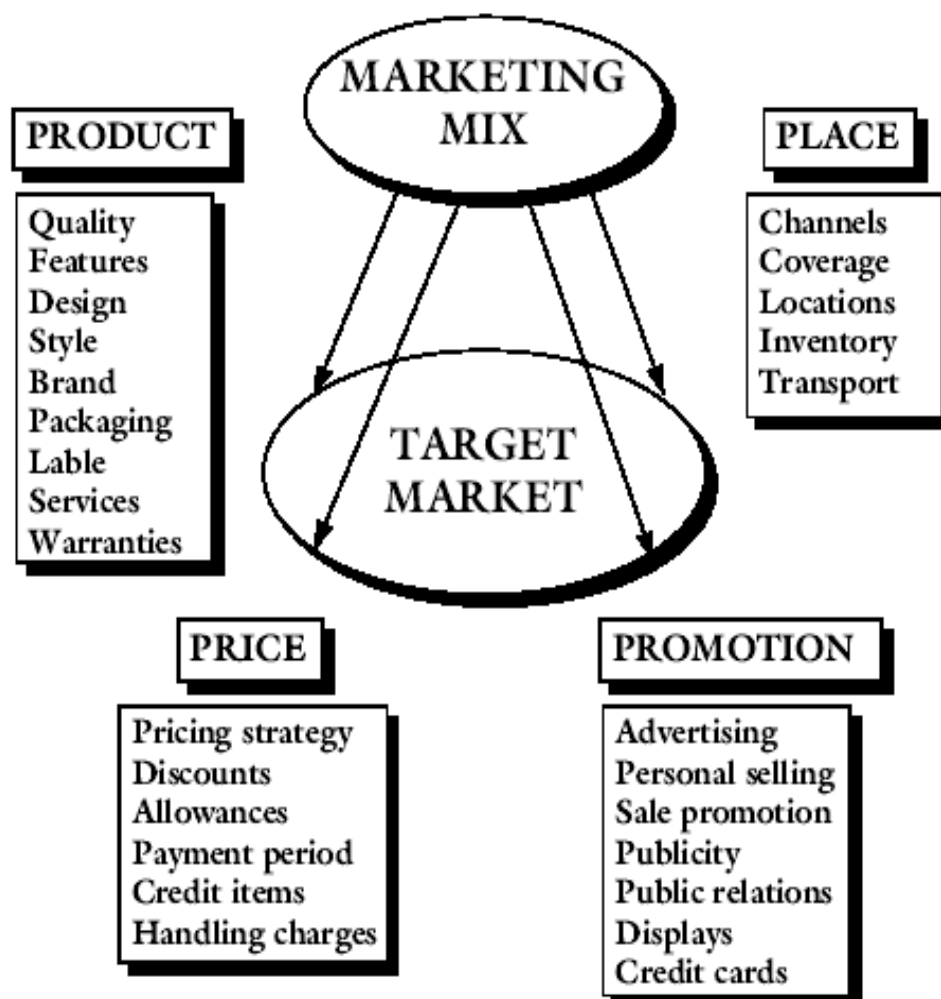 MARKETING
MIX
PRODUCT
Quality
Features
Design
Style
Brand
Packaging
Lable
Services
Warranties
PLACE
Channels
Coverage
Locations
Inventory
Transport
TARGET
MARKET
PRICE
Pricing strategy
Discounts
Allowances
Payment period
Credit items
Handling charges
PROMOTION
Advertising
Personal selling
Sale promotion
Publicity
Public relations
Displays
Credit cards